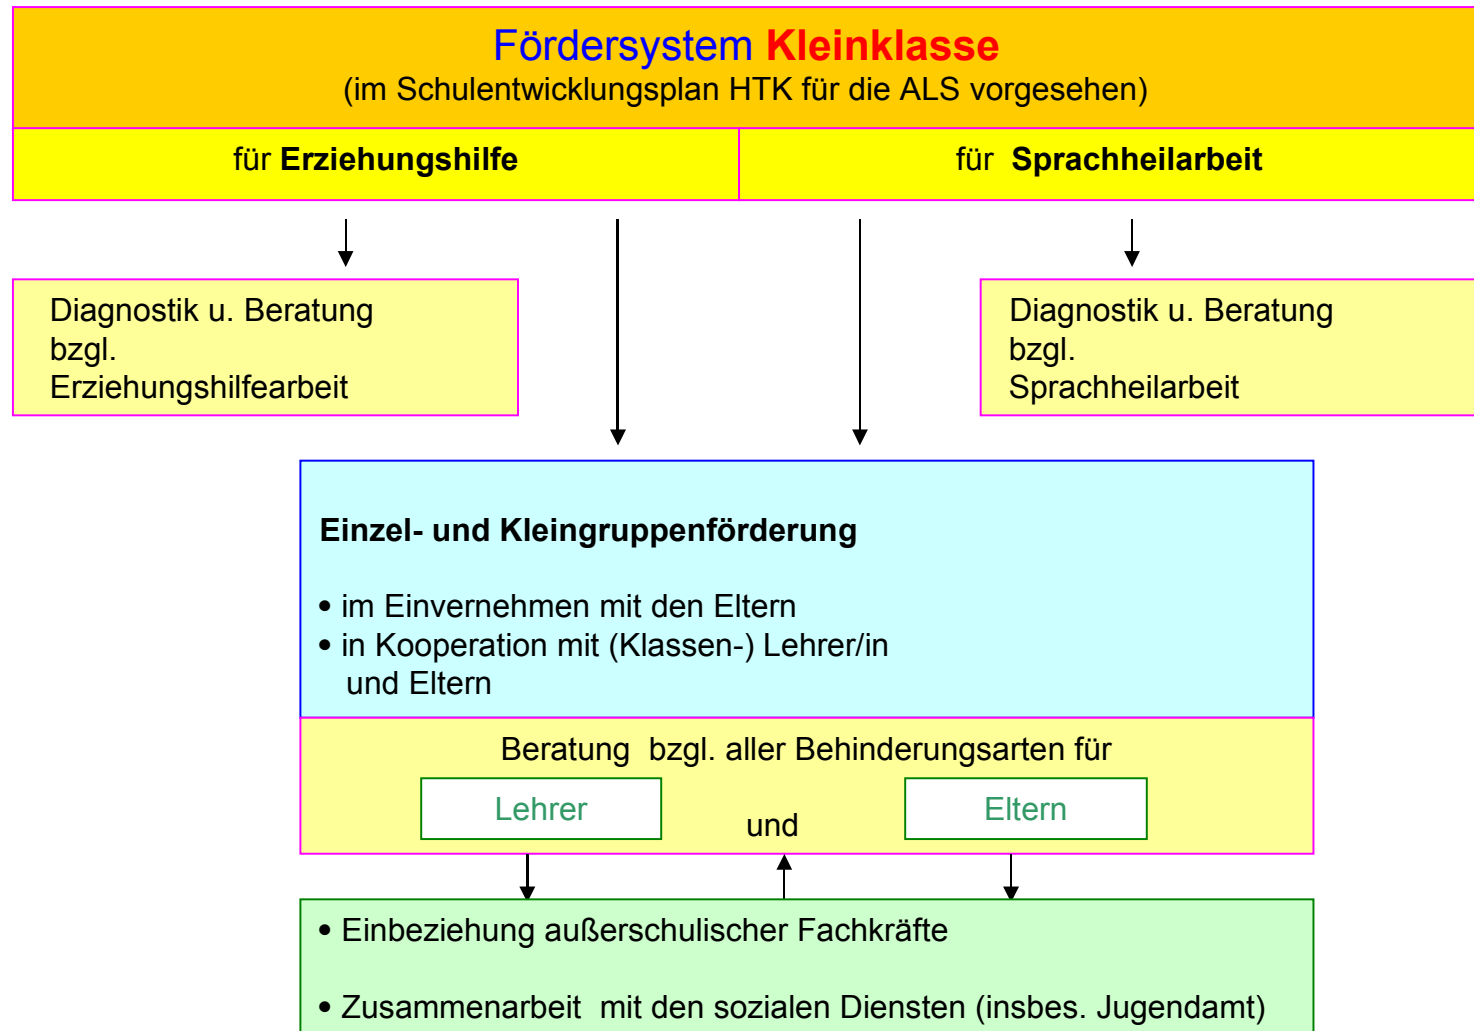 Fördersystem Kleinklasse
(im Schulentwicklungsplan HTK für die ALS vorgesehen)
für Erziehungshilfe
für Sprachheilarbeit
Diagnostik u. Beratung
bzgl.
Erziehungshilfearbeit
Diagnostik u. Beratung
bzgl.
Sprachheilarbeit
Einzel- und Kleingruppenförderung
• im Einvernehmen mit den Eltern
• in Kooperation mit (Klassen-) Lehrer/in
und Eltern
Beratung bzgl. aller Behinderungsarten für
Lehrer
und
Eltern
• Einbeziehung außerschulischer Fachkräfte
• Zusammenarbeit mit den sozialen Diensten (insbes. Jugendamt)